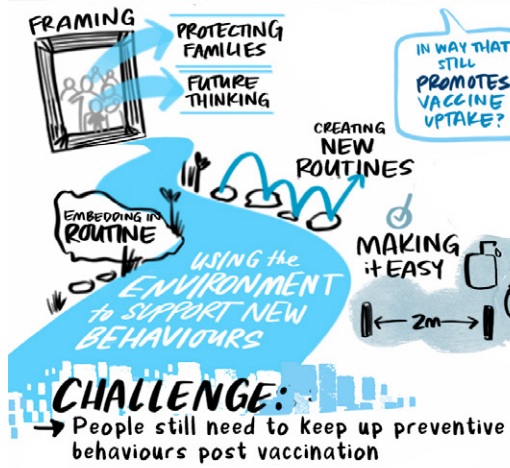 FRAMING
PROTECTING
FAMILIES
FUTURE
THINKING
IN WAY THAT
STILL
PROMOTES
VACCINE
UPTAKE?
CREATING
NEW
ROUTINES
EMBEDDING IN
ROUTINE
MAKING
it EASY
2m
USING the
ENVIRONMENT
to SUPPORT NEW
BEHAVIOURS
CHALLENGE:
→ People still need to keep up preventive
behaviours post vaccination